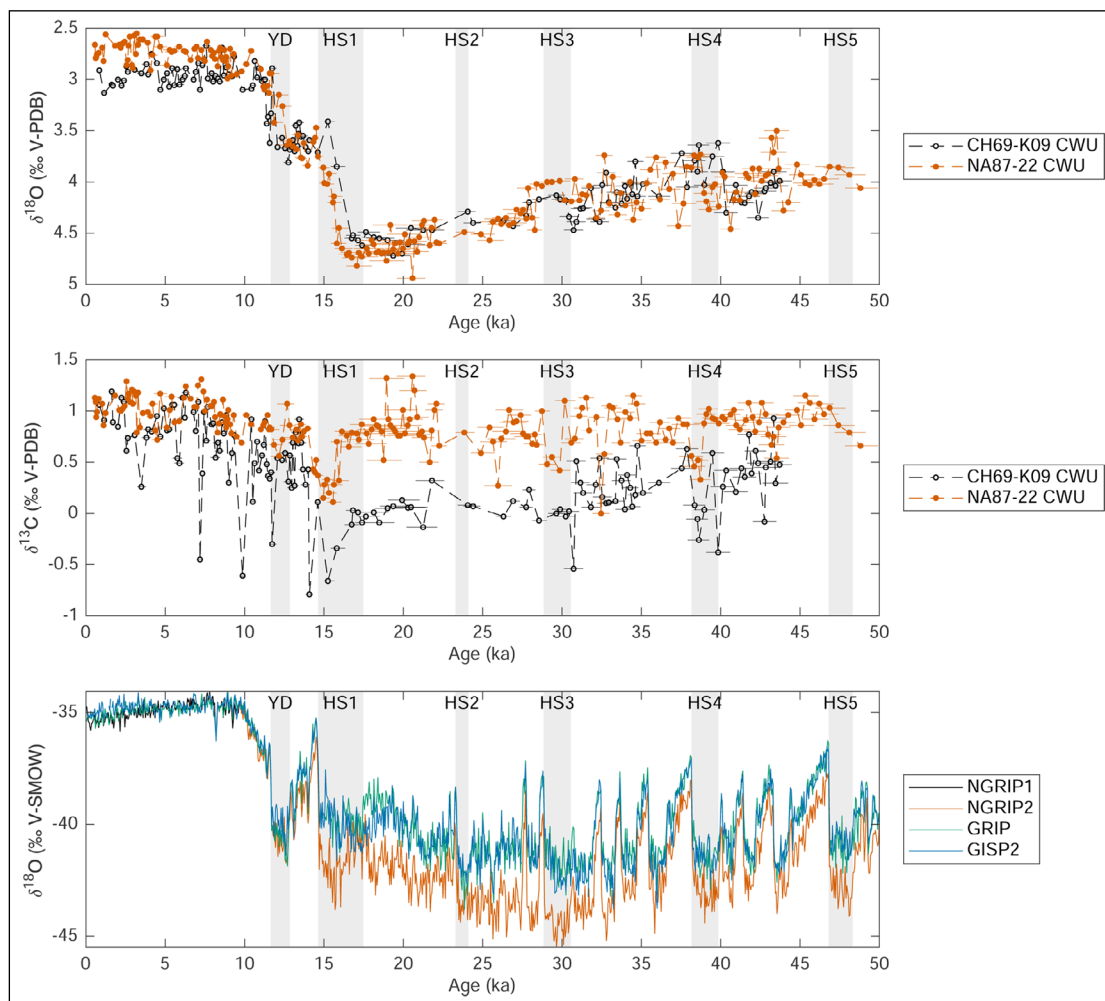 YD HS1 HS2 HS3 HS4 HS5
2.5
3
3.5
4
4.5
5
δ18O (‰ V-PDB)
0 5 10 15 20 25 30 35 40 45 50
Age (ka)
CH69-K09 CWU
NA87-22 CWU
YD HS1 HS2 HS3 HS4 HS5
1.5
1
0.5
0
-0.5
-1
δ13C (‰ V-PDB)
0 5 10 15 20 25 30 35 40 45 50
Age (ka)
CH69-K09 CWU
NA87-22 CWU
YD HS1 HS2 HS3 HS4 HS5
-35
-40
-45
δ18O (‰ V-SMOW)
0 5 10 15 20 25 30 35 40 45 50
Age (ka)
NGRIP1
NGRIP2
GRIP
GISP2